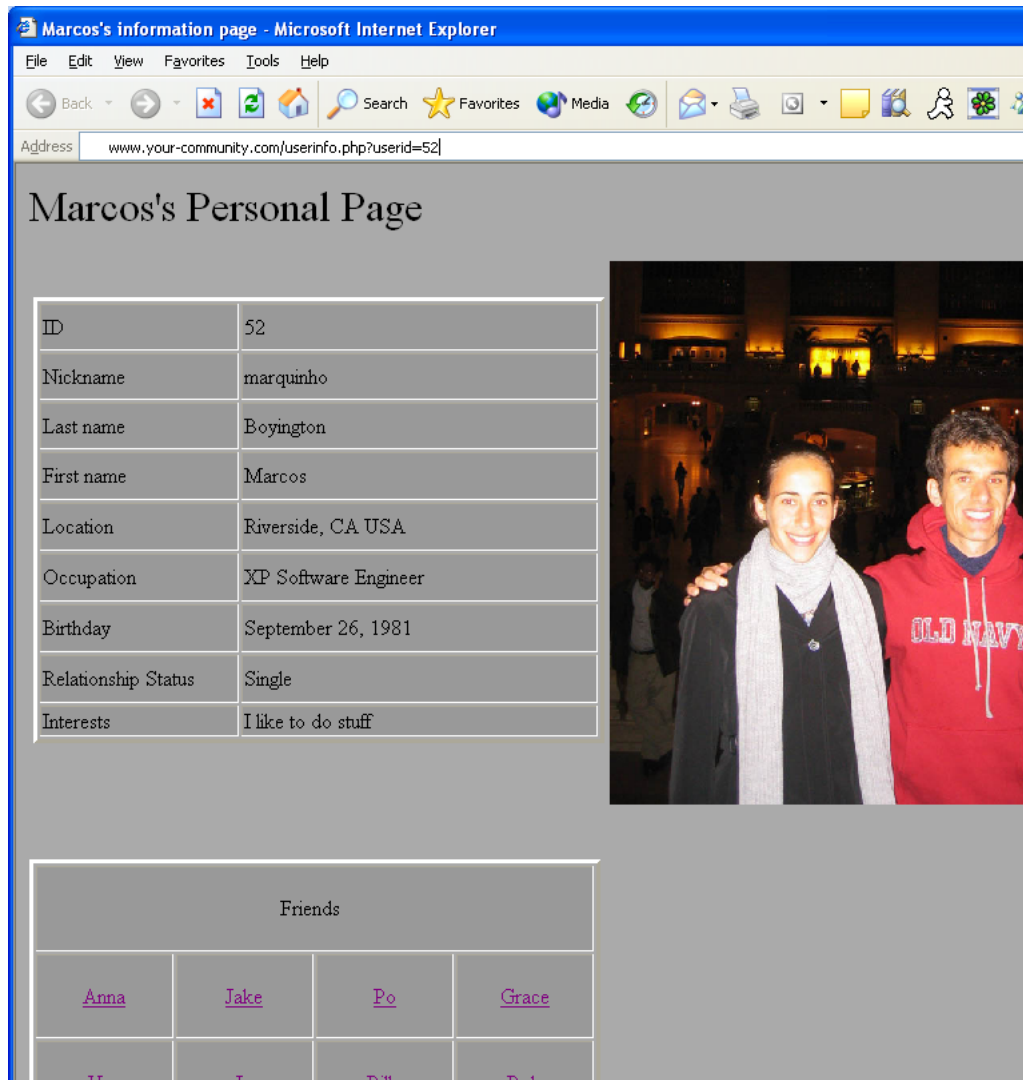 Marcos's information page - Microsoft Internet Explorer
File Edit View Favorites Tools Help
Back Search Favorites Media
Address www.your-community.com/userinfo.php?userid=52
Marcos's Personal Page
ID 52
Nickname marquinho
Last name Boyington
First name Marcos
Location Riverside, CA USA
Occupation XP Software Engineer
Birthday September 26, 1981
Relationship Status Single
Interests I like to do stuff
OLD NAVY
Friends
Anna Jake Po Grace